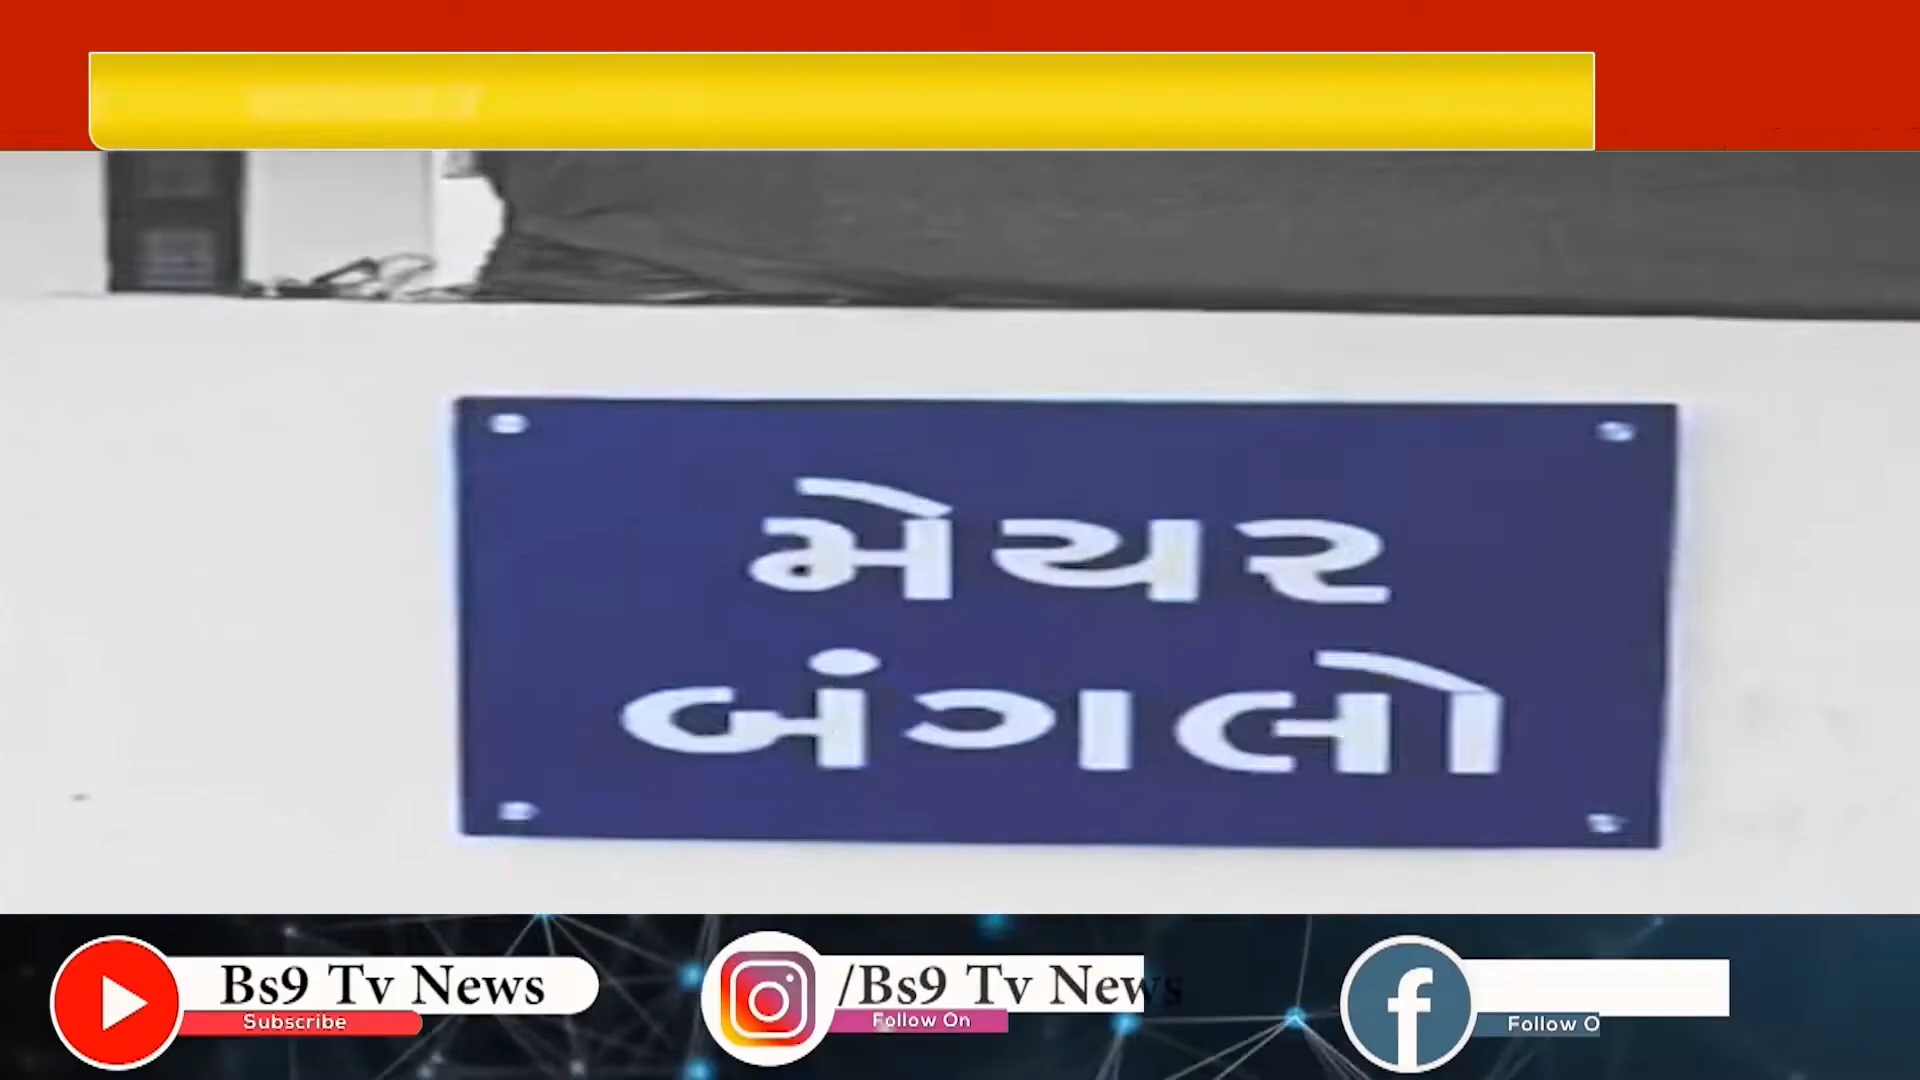 મેયર
બંગલો
Bs9 Tv News
Subscribe
/Bs9 Tv News
Follow On
Follow O